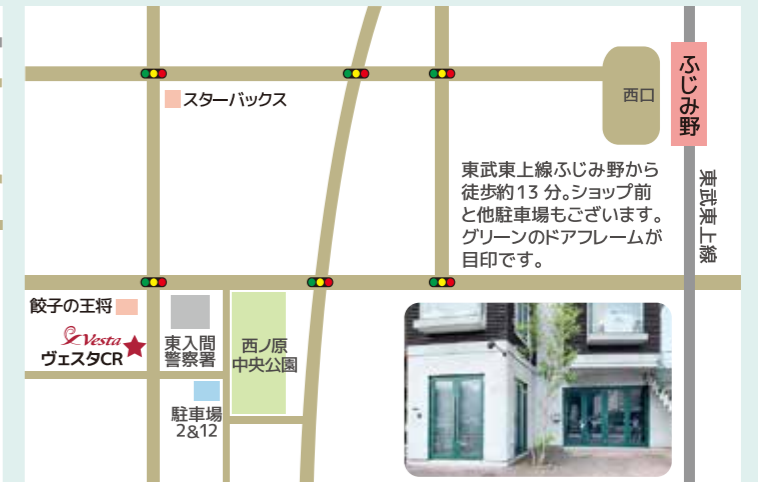 スターバックス
西口
ふじみ野
東武東上線
東武東上線ふじみ野から
徒歩約13 分。ショップ前
と他駐車場もございます。
グリーンのドアフレームが
目印です。
餃子の王将
Vesta
ヴェスタCR
東入間
警察署
西ノ原
中央公園
駐車場
2&12